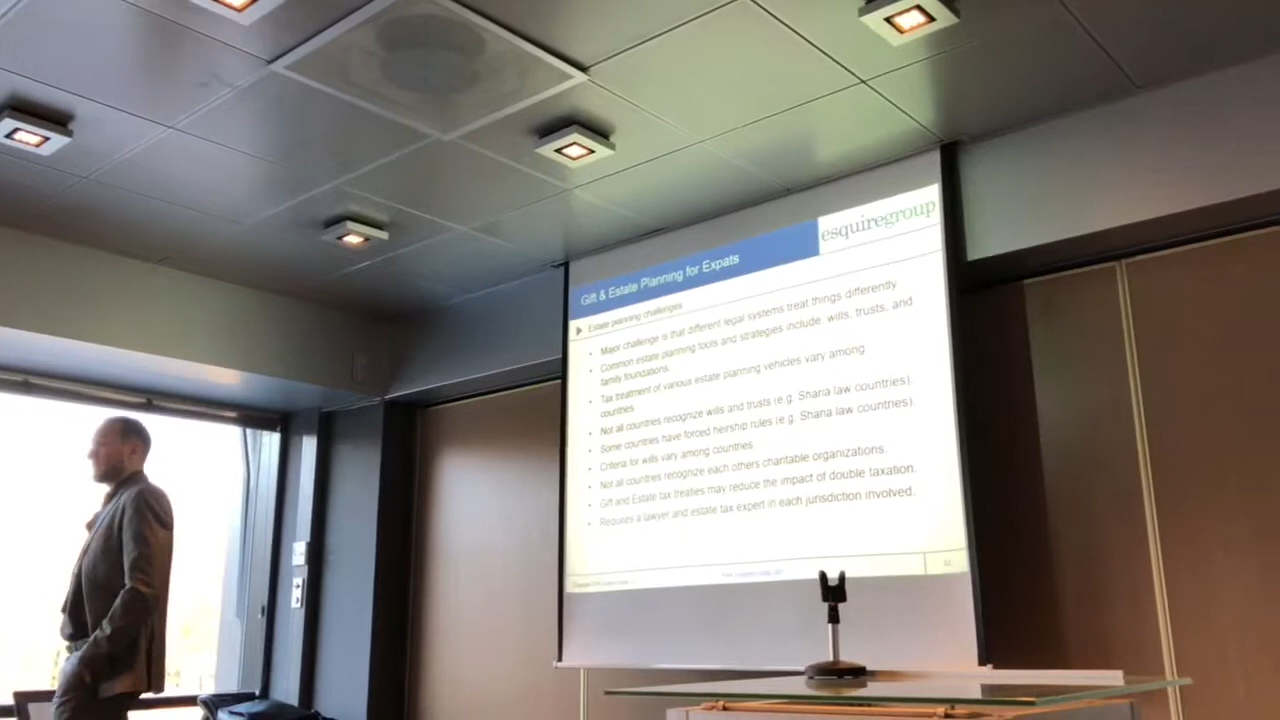 esquiregroup
Gift & Estate Planning for Expats
Estate planning challenges
• Major challenge is that different legal systems treat things differently
• Common estate planning tools and strategies include: wills, trusts, and
family foundations.
• Tax treatment of various estate planning vehicles vary among
countries
• Not all countries recognize wills and trusts (e.g. Sharia law countries).
• Some countries have forced heirship rules (e.g. Sharia law countries).
• Criteria for wills vary among countries.
• Not all countries recognize each others charitable organizations.
• Gift and Estate tax treaties may reduce the impact of double taxation.
• Requires a lawyer and estate tax expert in each jurisdiction involved.